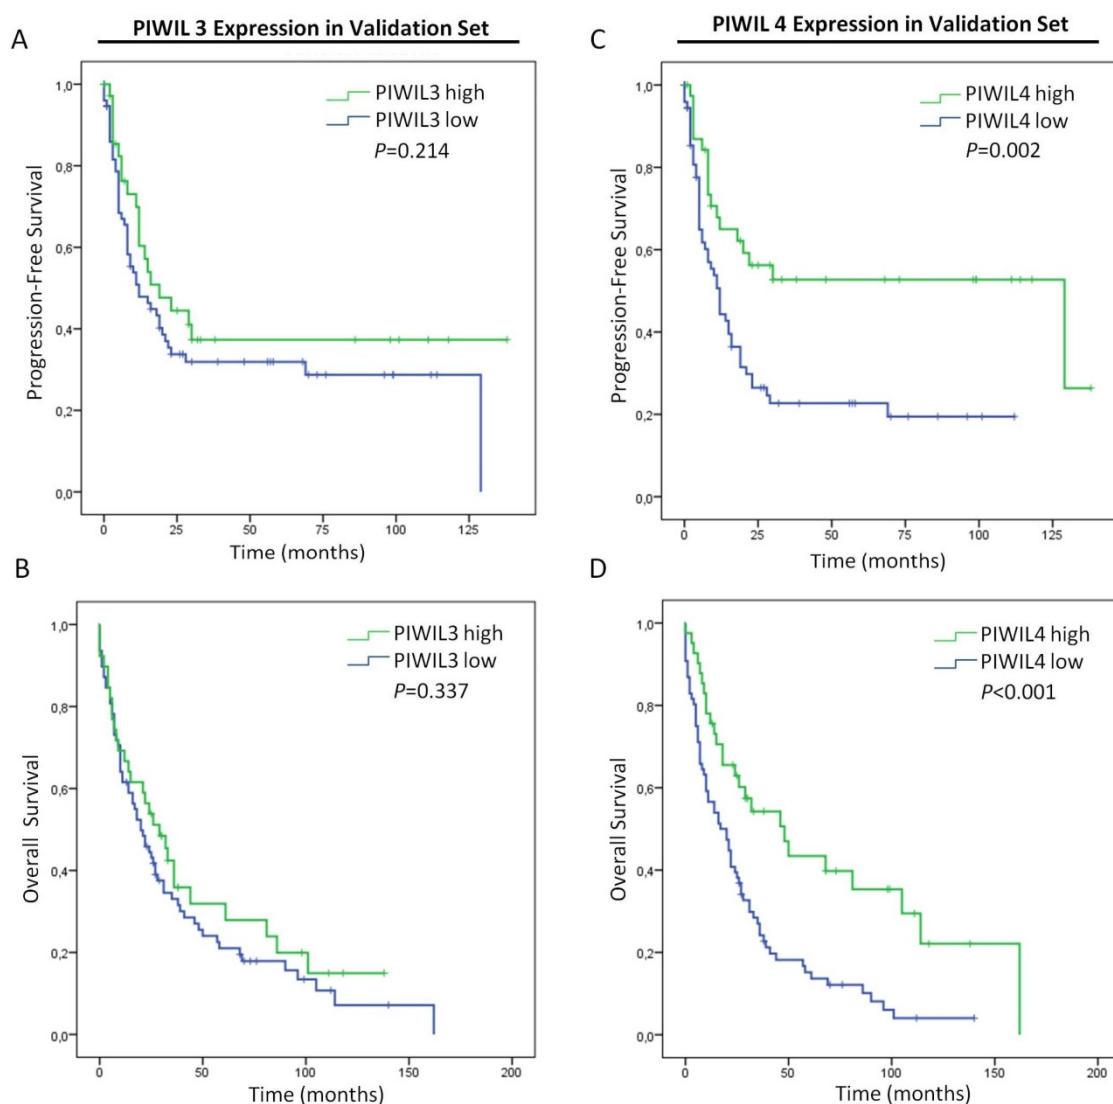 A
PIWIL 3 Expression in Validation Set
PIWIL3 high
PIWIL3 low
P=0.214
Progression-Free Survival
1,0
0,8
0,6
0,4
0,2
0,0
0 25 50 75 100 125
Time (months)
B
PIWIL3 high
PIWIL3 low
P=0.337
Overall Survival
1,0
0,8
0,6
0,4
0,2
0,0
0 50 100 150 200
Time (months)
C
PIWIL 4 Expression in Validation Set
PIWIL4 high
PIWIL4 low
P=0.002
Progression-Free Survival
1,0
0,8
0,6
0,4
0,2
0,0
0 25 50 75 100 125
Time (months)
D
PIWIL4 high
PIWIL4 low
P<0.001
Overall Survival
1,0
0,8
0,6
0,4
0,2
0,0
0 50 100 150 200
Time (months)